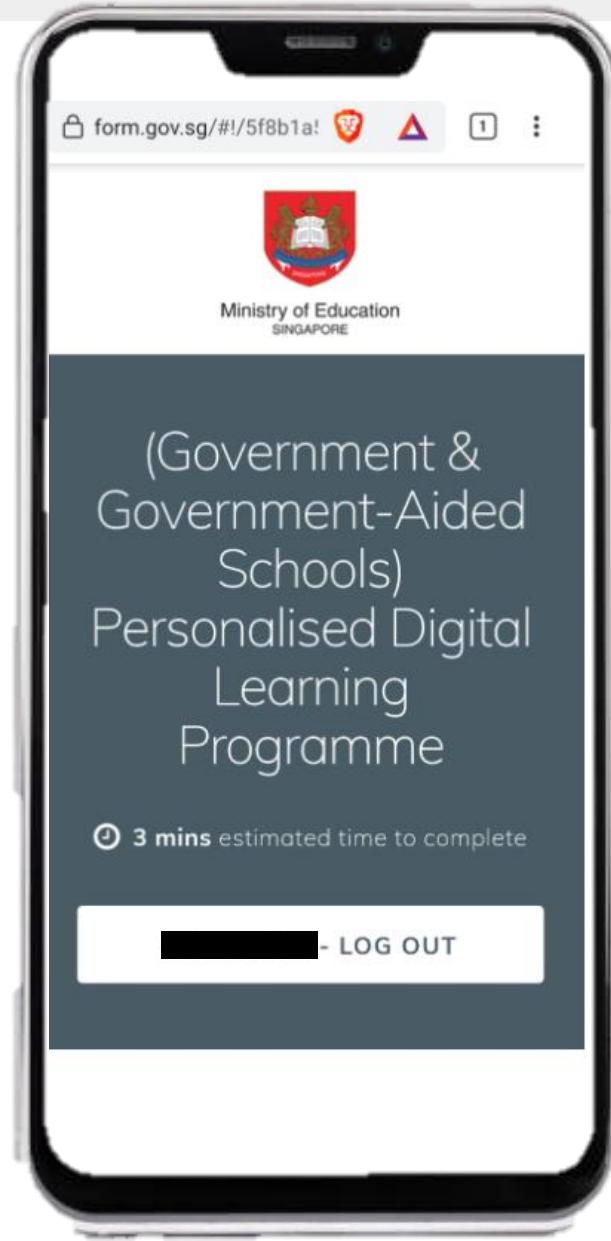 form.gov.sg/#!/5f8b1a!
1
Ministry of Education
SINGAPORE
(Government &
Government-Aided
Schools)
Personalised Digital
Learning
Programme
3 mins estimated time to complete
- LOG OUT